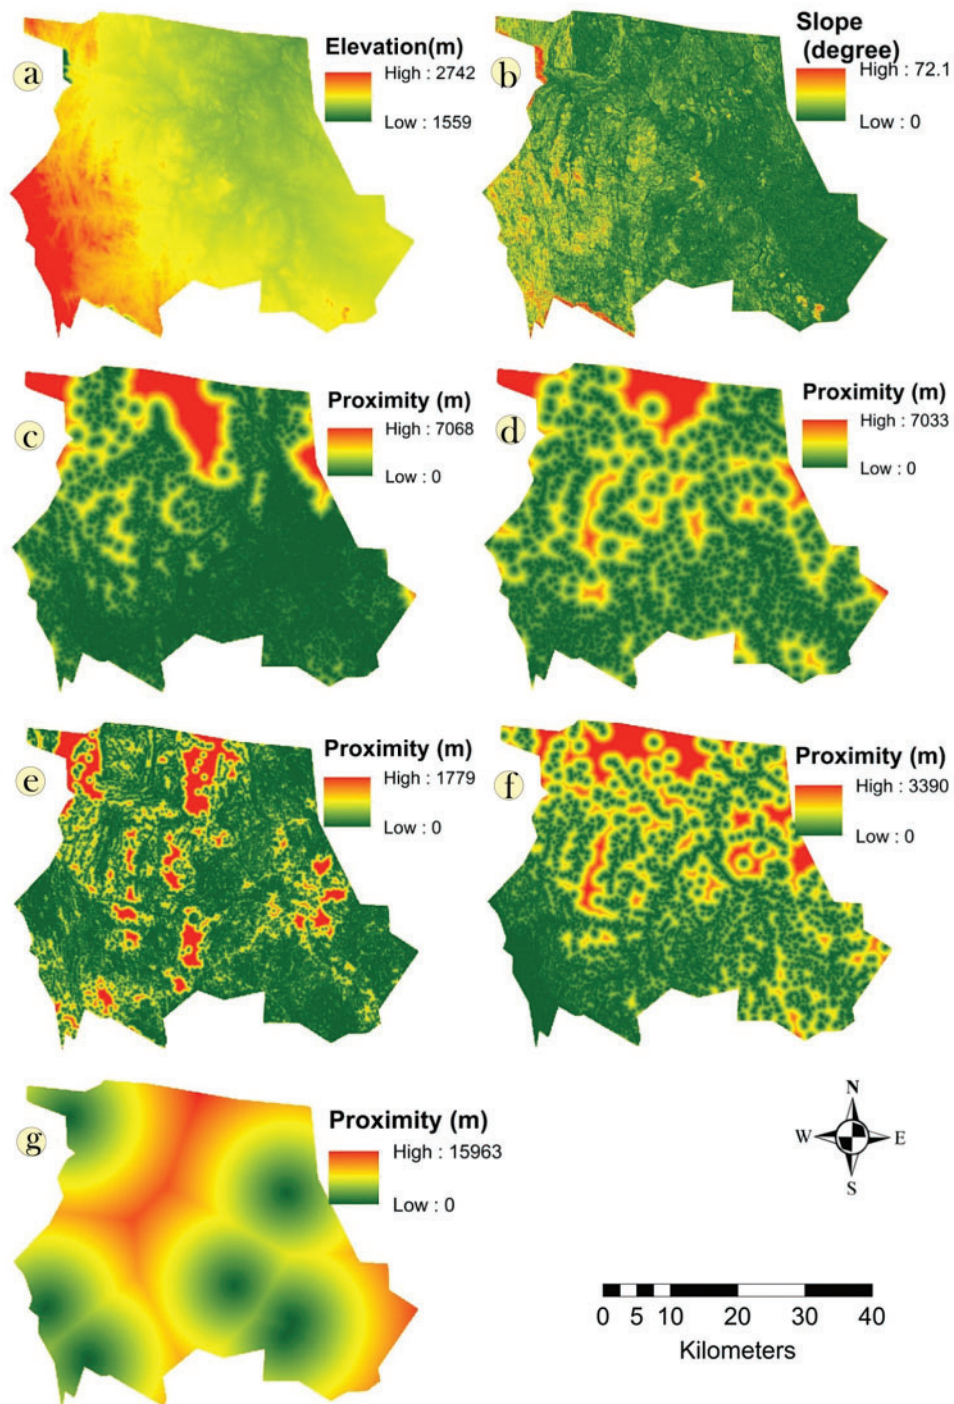 a
Elevation(m)
High : 2742
Low : 1559
b
Slope
(degree)
High : 72.1
Low : 0
c
Proximity (m)
High : 7068
Low : 0
d
Proximity (m)
High : 7033
Low : 0
e
Proximity (m)
High : 1779
Low : 0
f
Proximity (m)
High : 3390
Low : 0
g
Proximity (m)
High : 15963
Low : 0
N
W E
S
0 5 10 20 30 40
Kilometers